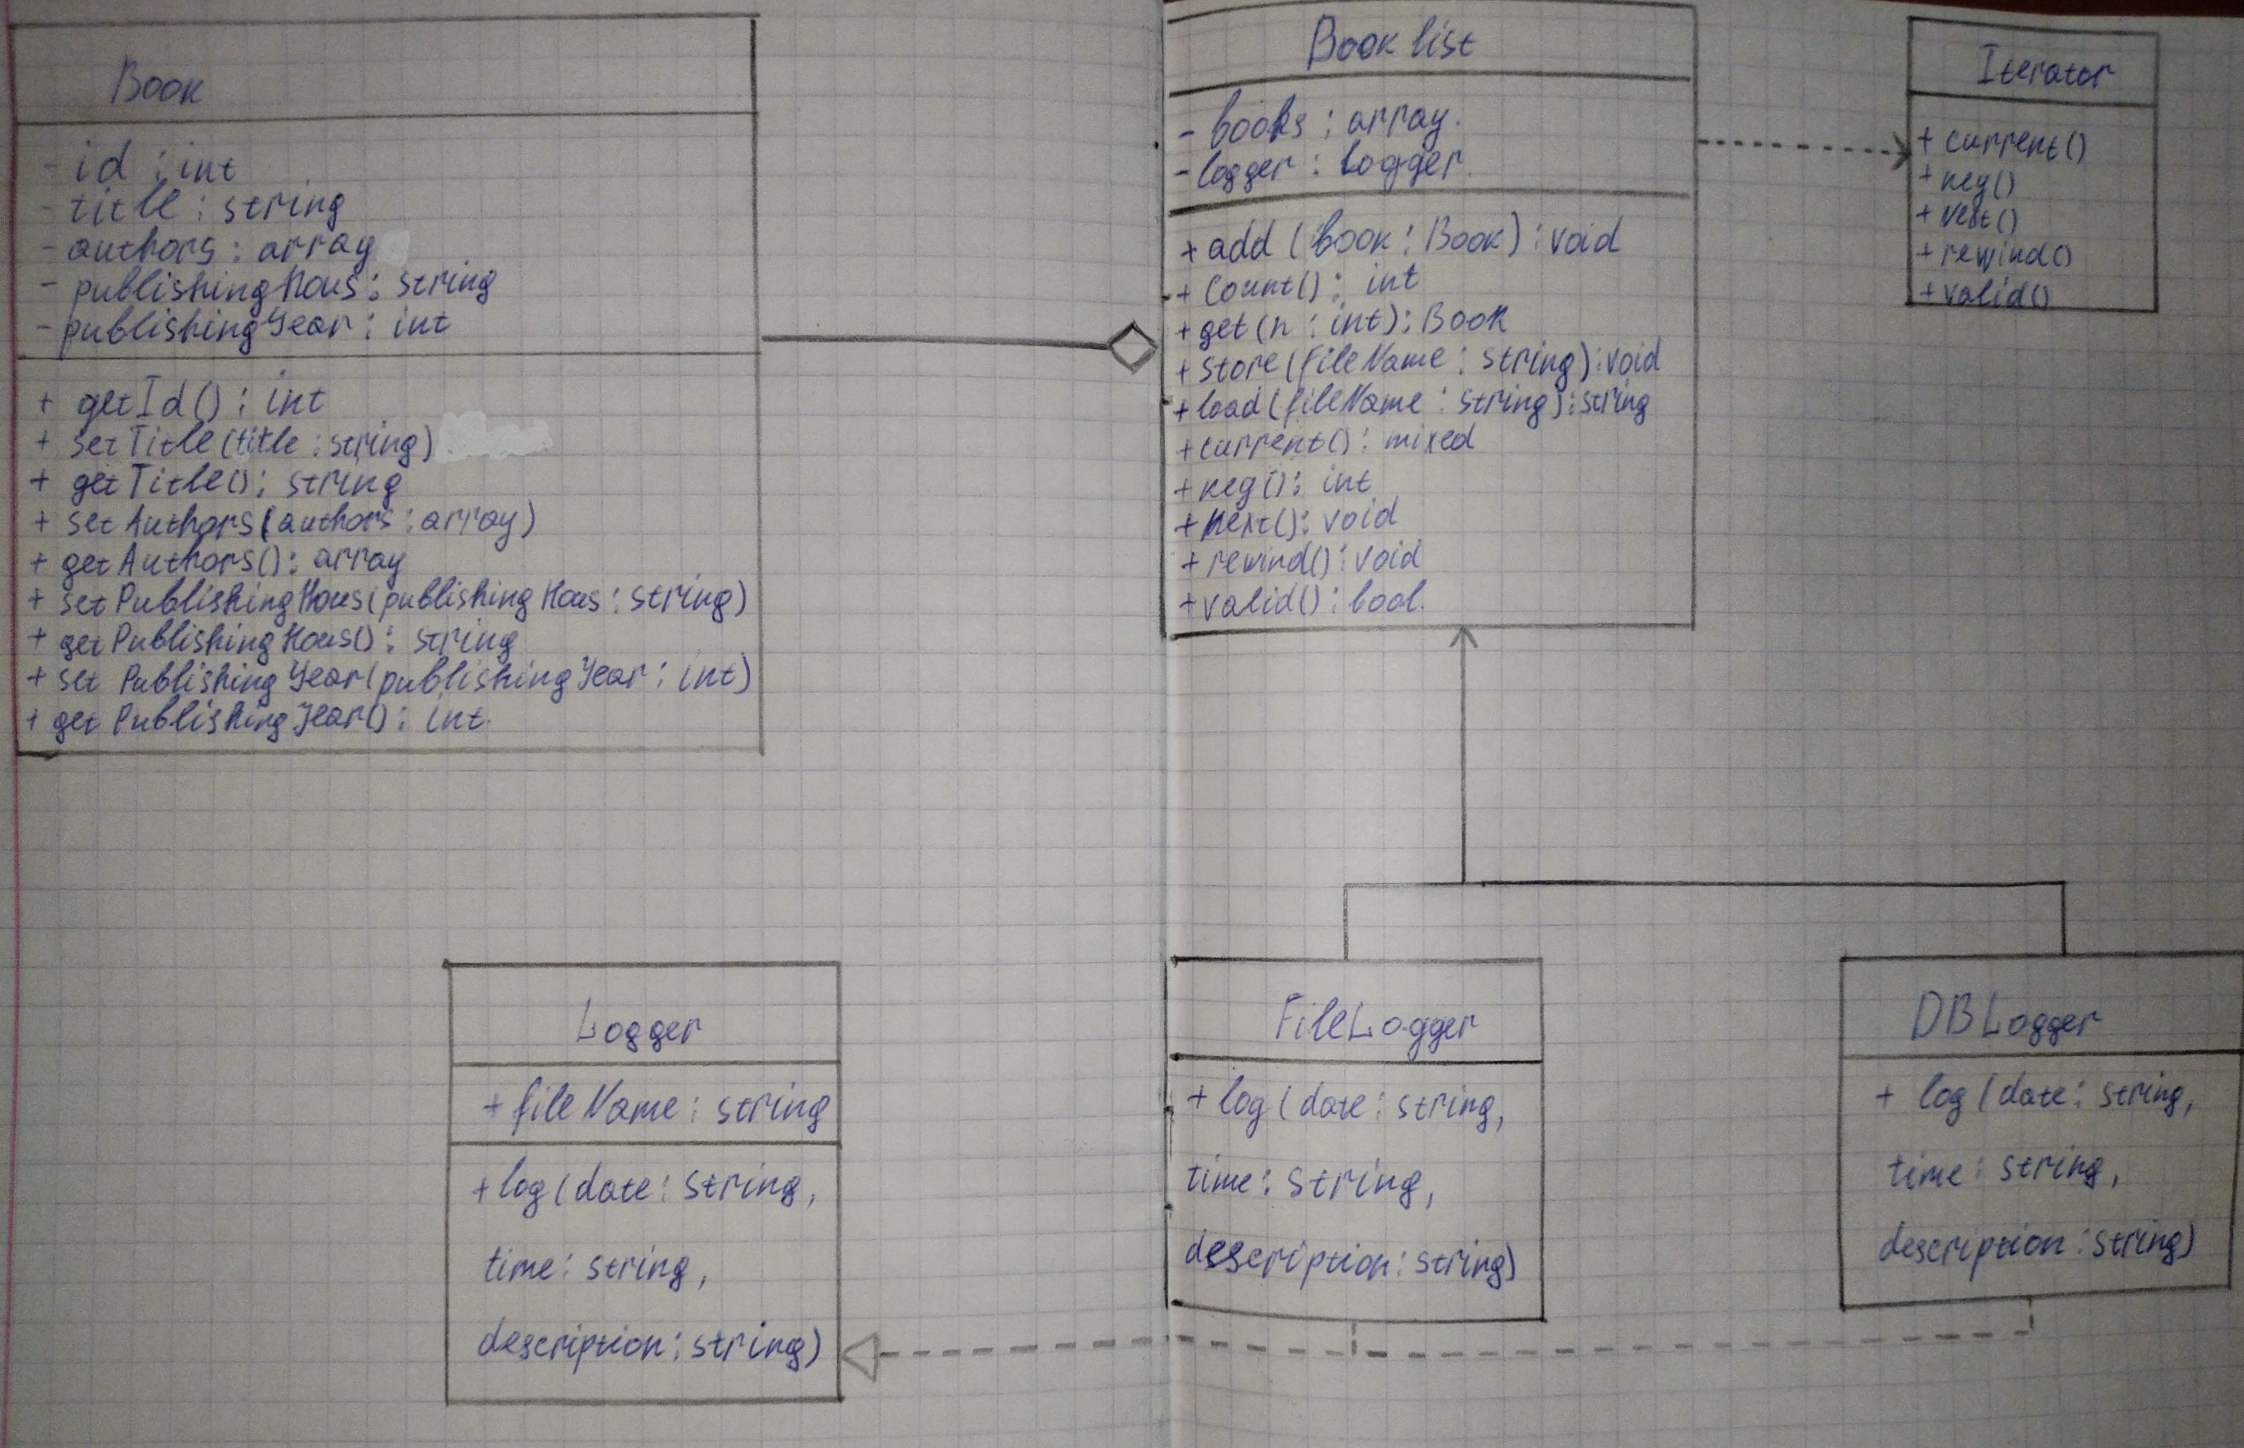 Book
- id : int
- title : string
- authors : array
- publishingHous : string
- publishingYear : int
+ getId() : int
+ setTitle(title : string)
+ getTitle() : string
+ setAuthors(authors : array)
+ getAuthors() : array
+ setPublishingHous(publishingHous : string)
+ getPublishingHous() : string
+ set PublishingYear(publishingYear : int)
+ get PublishingYear() : int
Book list
- books : array.
- logger : Logger.
+ add (book : Book) : void
+ count() : int
+ get(n : int) : Book
+ store(fileName : string) : void
+ load(fileName : string) : string
+ current() : mixed
+ key() : int
+ next() : void
+ rewind() : void
+ valid() : bool.
Iterator
+ current()
+ key()
+ next()
+ rewind()
+ valid()
Logger
+ fileName : string
+ log(date : string,
time : string,
description : string)
FileLogger
+ log(date : string,
time : string,
description : string)
DBLogger
+ log(date : string,
time : string,
description : string)